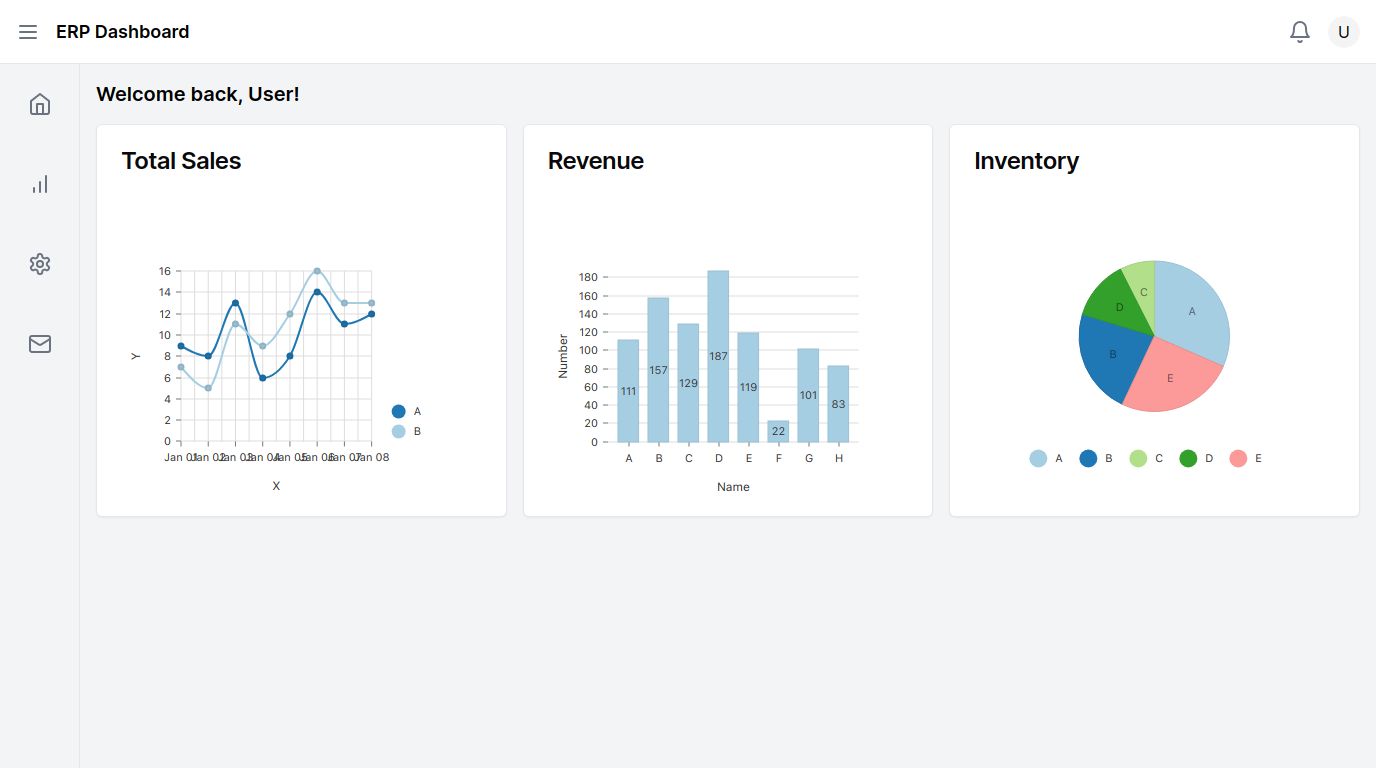 ERP Dashboard
U
Welcome back, User!
Total Sales
16
14
12
10
8
6
4
2
0
Y
Jan 01 Jan 02 Jan 03 Jan 04 Jan 05 Jan 06 Jan 07 Jan 08
X
A
B
Revenue
180
160
140
120
100
80
60
40
20
0
Number
111 157 129 187 119 22 101 83
A B C D E F G H
Name
Inventory
C
A
D
B
E
A B C D E